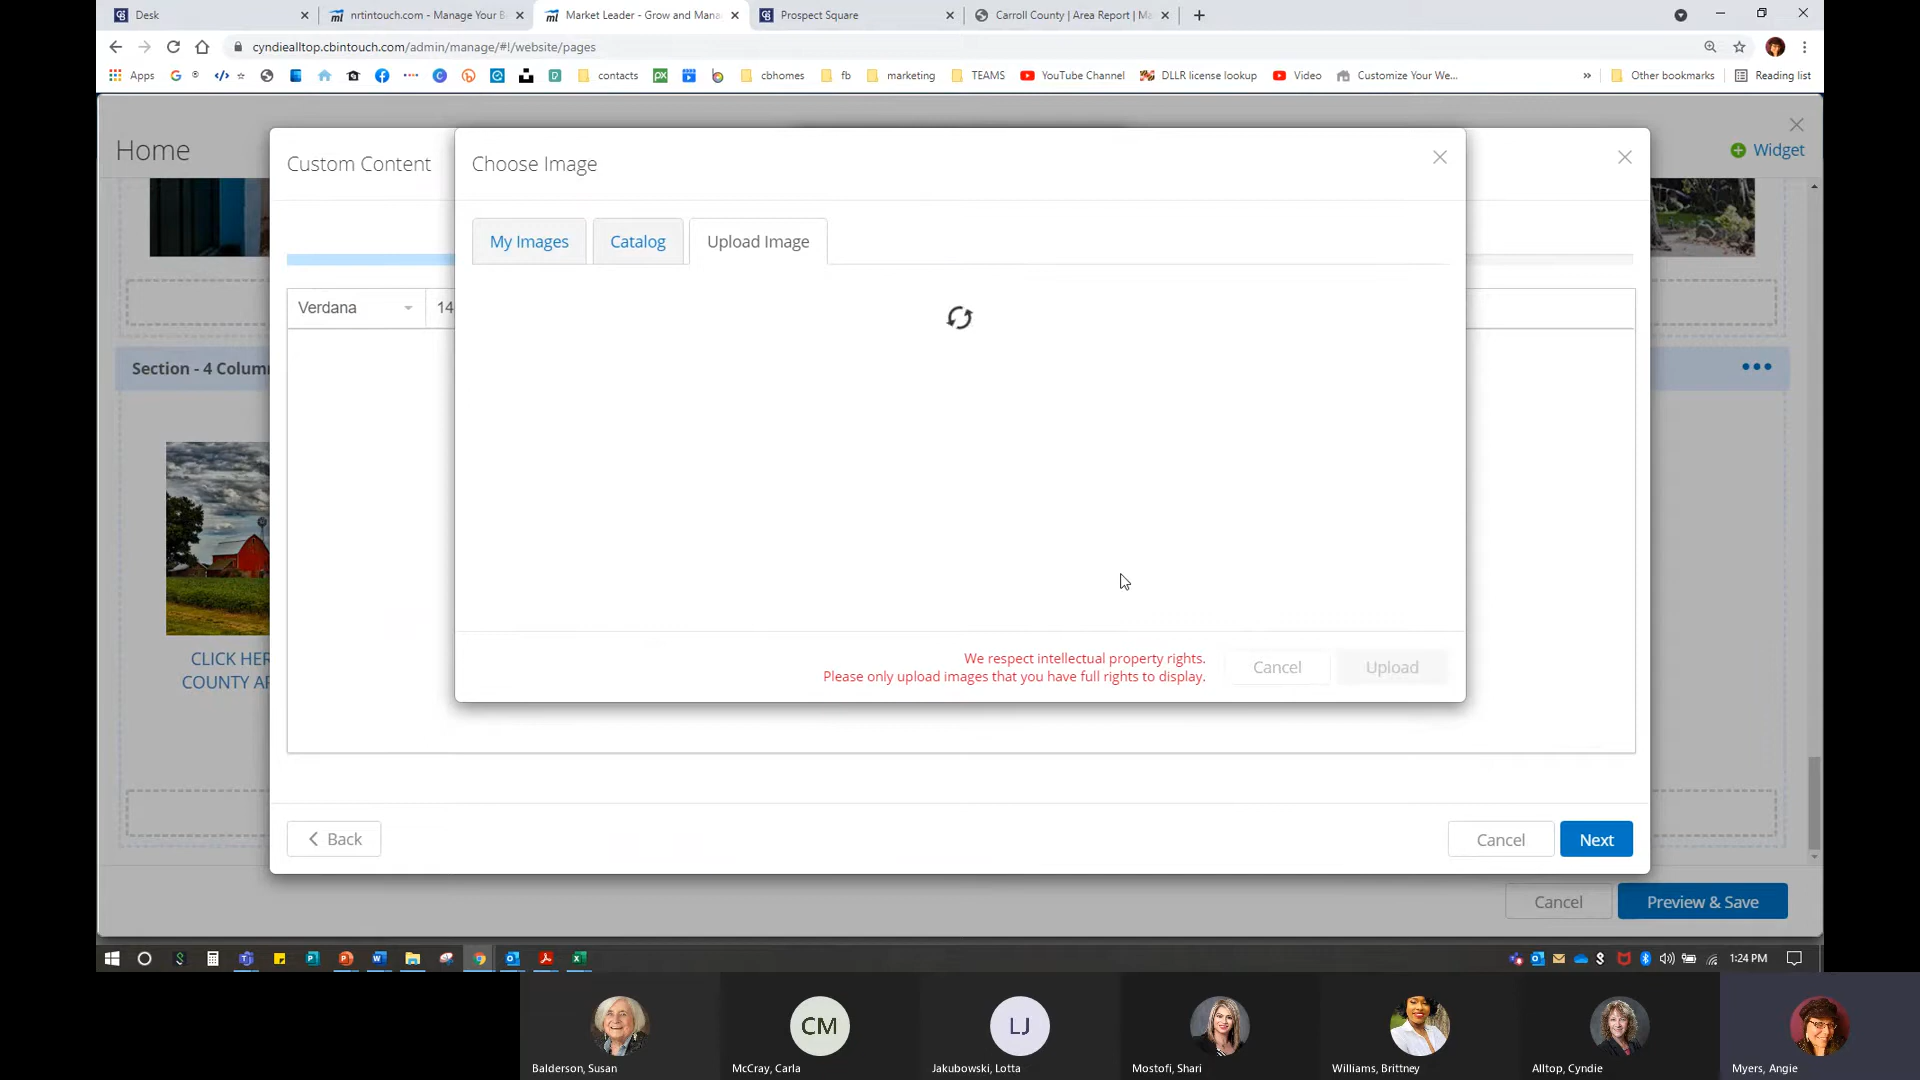 Desk
nrtintouch.com - Manage Your B
Market Leader - Grow and Mana
Prospect Square
Carroll County | Area Report | Ma
cyndiealltop.cbintouch.com/admin/manage/#!/website/pages
Apps
contacts
cbhomes
fb
marketing
TEAMS
YouTube Channel
DLLR license lookup
Video
Customize Your We...
Other bookmarks
Reading list
Home
Widget
Custom Content
Choose Image
My Images
Catalog
Upload Image
Verdana
14
Section - 4 Colum
CLICK HER
COUNTY AF
We respect intellectual property rights.
Please only upload images that you have full rights to display.
Cancel
Upload
Back
Cancel
Next
Cancel
Preview & Save
1:24 PM
CM
LJ
Balderson, Susan
McCray, Carla
Jakubowski, Lotta
Mostofi, Shari
Williams, Brittney
Alltop, Cyndie
Myers, Angie